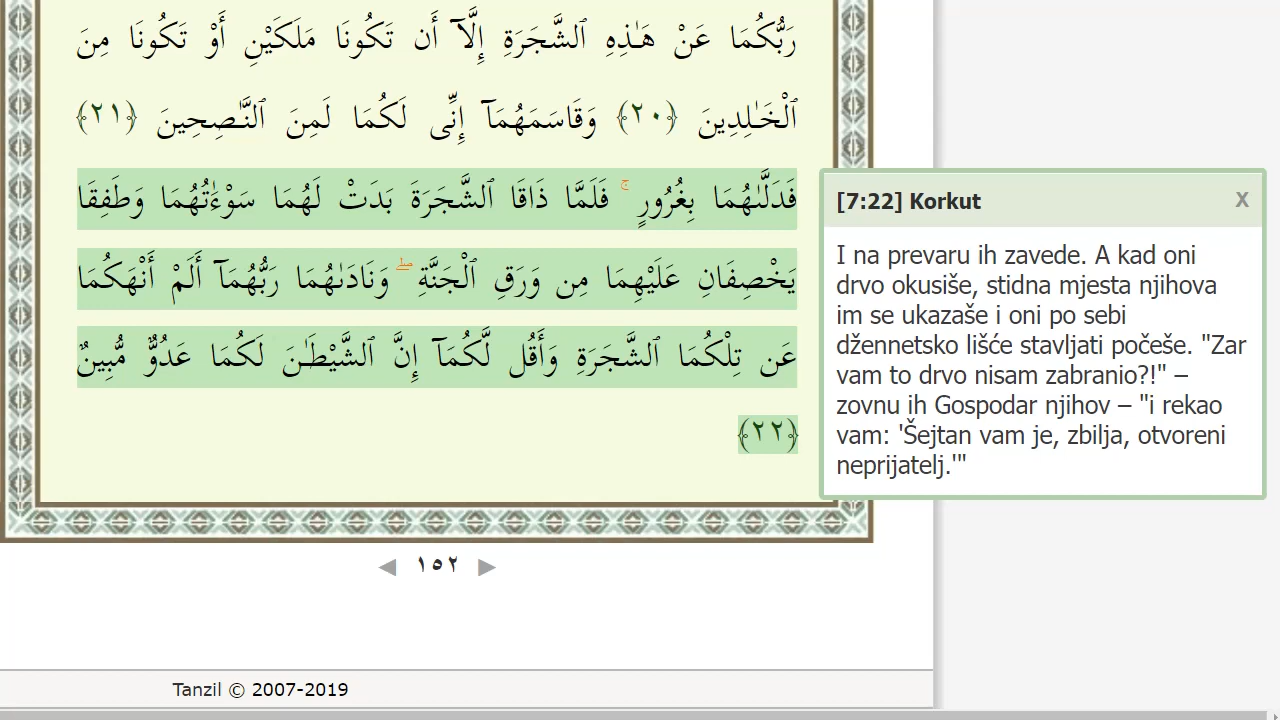 رَبُّكُمَا عَنْ هَـٰذِهِ ٱلشَّجَرَةِ إِلَّآ أَن تَكُونَا مَلَكَيْنِ أَوْ تَكُونَا مِنَ
ٱلْخَـٰلِدِينَ ﴿٢٠﴾ وَقَاسَمَهُمَآ إِنِّى لَكُمَا لَمِنَ ٱلنَّـٰصِحِينَ ﴿٢١﴾
فَدَلَّىٰهُمَا بِغُرُورٍ ۚ فَلَمَّا ذَاقَا ٱلشَّجَرَةَ بَدَتْ لَهُمَا سَوْءَٰتُهُمَا وَطَفِقَا
يَخْصِفَانِ عَلَيْهِمَا مِن وَرَقِ ٱلْجَنَّةِ ۖ وَنَادَىٰهُمَا رَبُّهُمَآ أَلَمْ أَنْهَكُمَا
عَن تِلْكُمَا ٱلشَّجَرَةِ وَأَقُل لَّكُمَآ إِنَّ ٱلشَّيْطَـٰنَ لَكُمَا عَدُوٌّ مُّبِينٌ
﴿٢٢﴾
[7:22] Korkut X
I na prevaru ih zavede. A kad oni
drvo okusiše, stidna mjesta njihova
im se ukazaše i oni po sebi
džennetsko lišće stavljati počeše. "Zar
vam to drvo nisam zabranio?!" –
zovnu ih Gospodar njihov – "i rekao
vam: 'Šejtan vam je, zbilja, otvoreni
neprijatelj.'"
◀ ١٥٢ ▶
Tanzil © 2007-2019